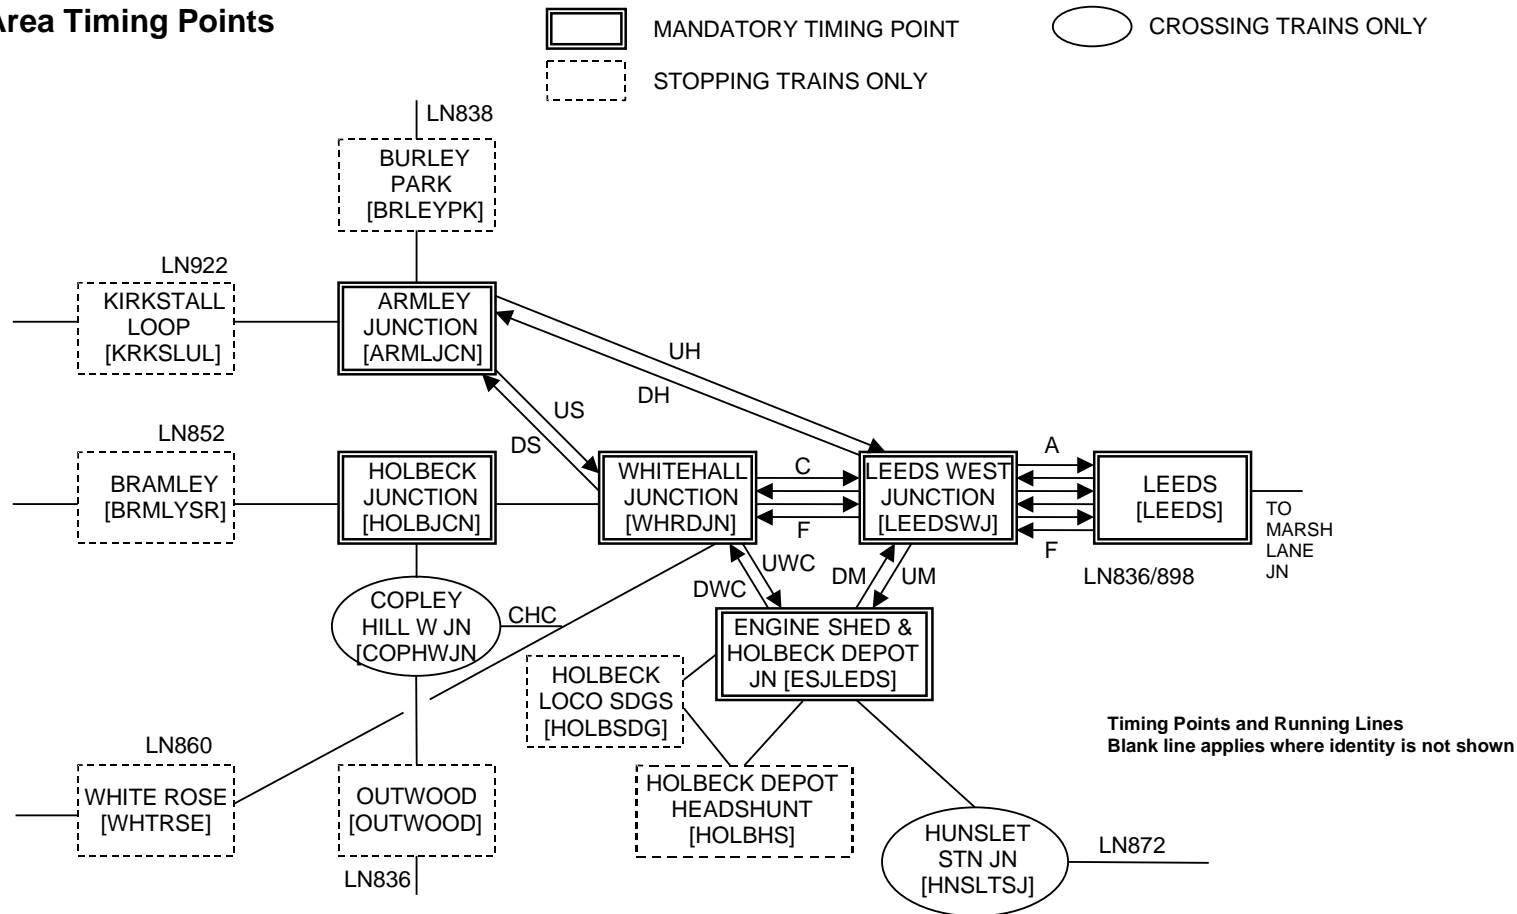 Area Timing Points
MANDATORY TIMING POINT
CROSSING TRAINS ONLY
STOPPING TRAINS ONLY
LN838
BURLEY
PARK
[BRLEYPK]
LN922
KIRKSTALL
LOOP
[KRKSLUL]
ARMLEY
JUNCTION
[ARMLJCN]
UH
DH
US
DS
LN852
BRAMLEY
[BRMLYSR]
HOLBECK
JUNCTION
[HOLBJCN]
WHITEHALL
JUNCTION
[WHRDJN]
C
F
LEEDS WEST
JUNCTION
[LEEDSWJ]
A
F
LEEDS
[LEEDS]
TO
MARSH
LANE
JN
LN836/898
UWC
DWC
DM
UM
COPLEY
HILL W JN
[COPHWJN
CHC
ENGINE SHED &
HOLBECK DEPOT
JN [ESJLEDS]
HOLBECK
LOCO SDGS
[HOLBSDG]
Timing Points and Running Lines
Blank line applies where identity is not shown
LN860
WHITE ROSE
[WHTRSE]
OUTWOOD
[OUTWOOD]
LN836
HOLBECK DEPOT
HEADSHUNT
[HOLBHS]
HUNSLET
STN JN
[HNSLTSJ]
LN872